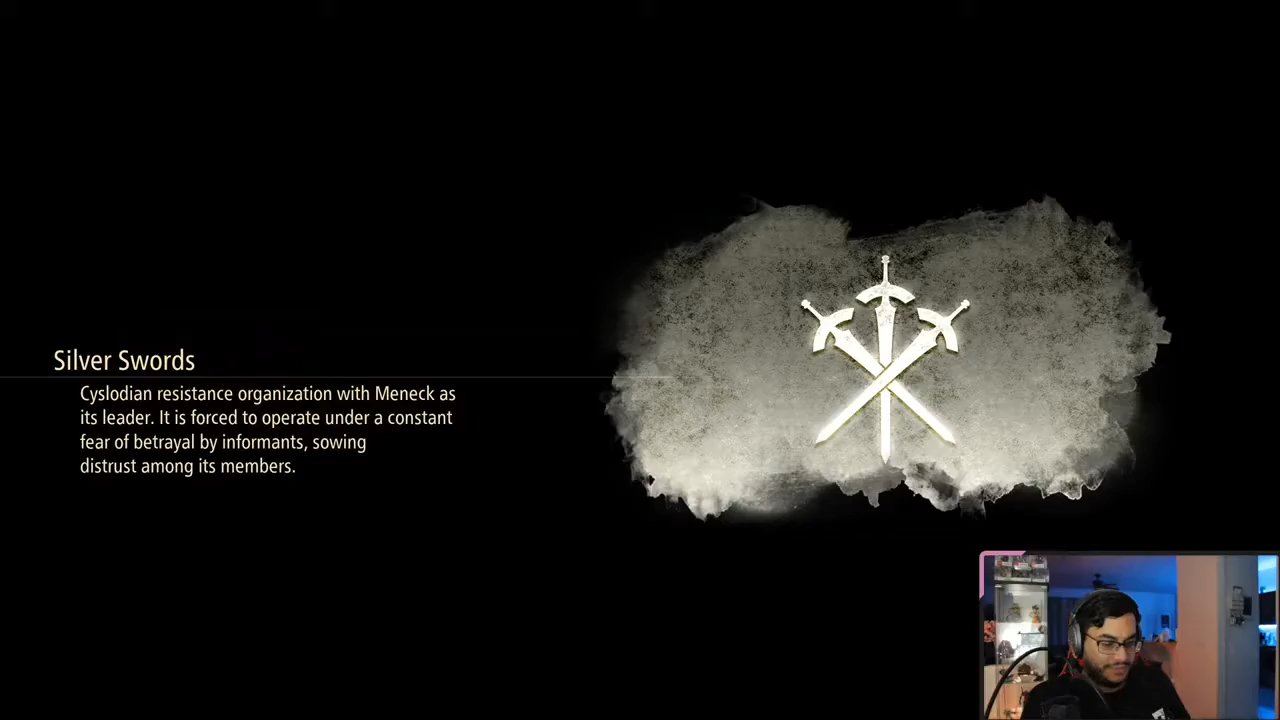 Silver Swords
Cyslodian resistance organization with Meneck as
its leader. It is forced to operate under a constant
fear of betrayal by informants, sowing
distrust among its members.